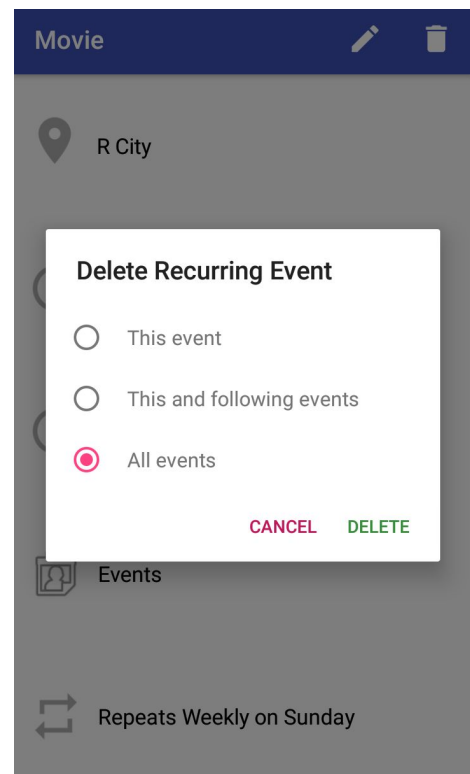 Movie
R City
Delete Recurring Event
This event
This and following events
All events
CANCEL DELETE
Events
Repeats Weekly on Sunday